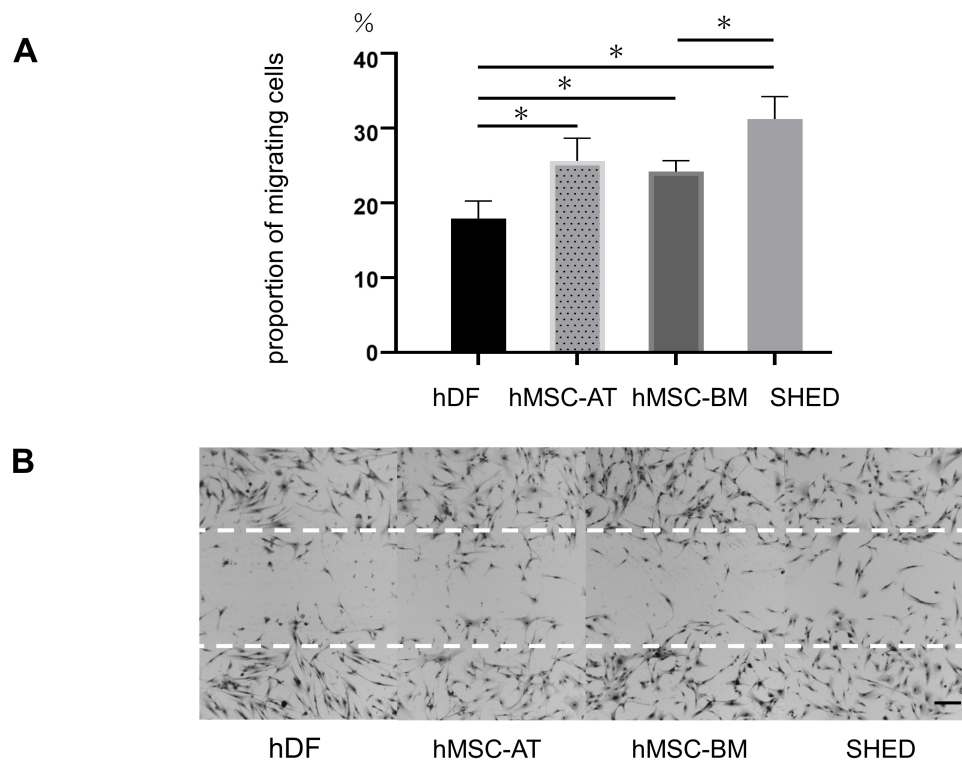 A
%
*
*
*
*
proportion of migrating cells
40
30
20
10
0
hDF hMSC-AT hMSC-BM SHED
B
hDF hMSC-AT hMSC-BM SHED